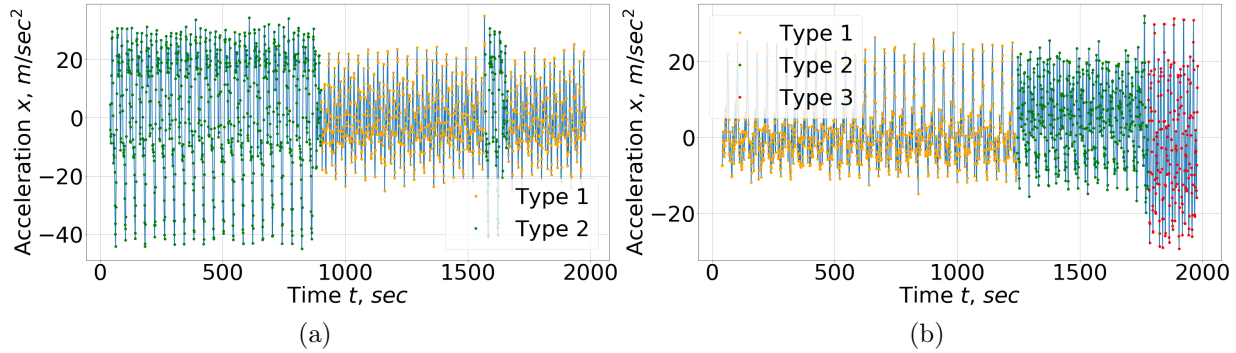 Acceleration x, m/sec²
20
0
−20
−40
0
500
1000
1500
2000
Time t, sec
Type 1
Type 2
(a)
Acceleration x, m/sec²
20
0
−20
0
500
1000
1500
2000
Time t, sec
Type 1
Type 2
Type 3
(b)